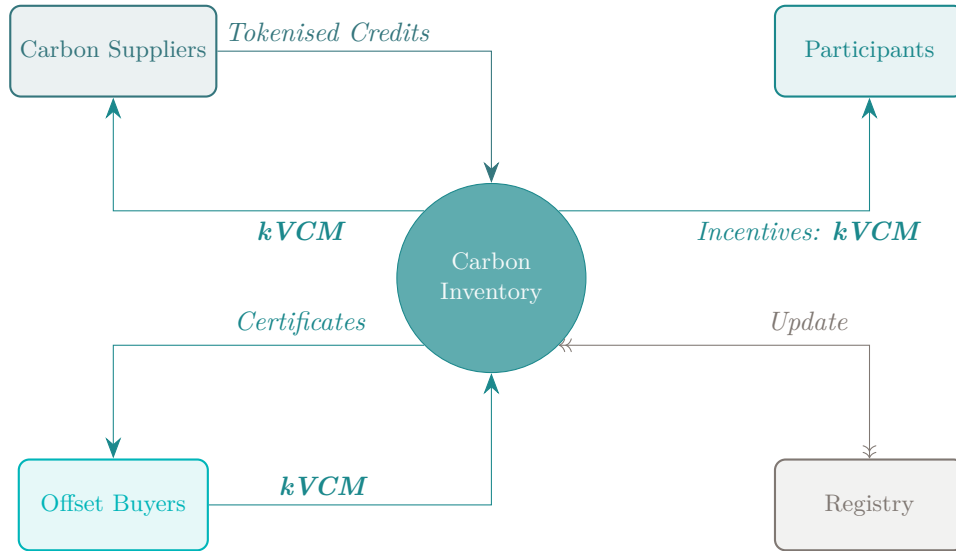 Carbon Suppliers
Tokenised Credits
Participants
kVCM
Incentives: kVCM
Carbon
Inventory
Certificates
Update
Offset Buyers
kVCM
Registry